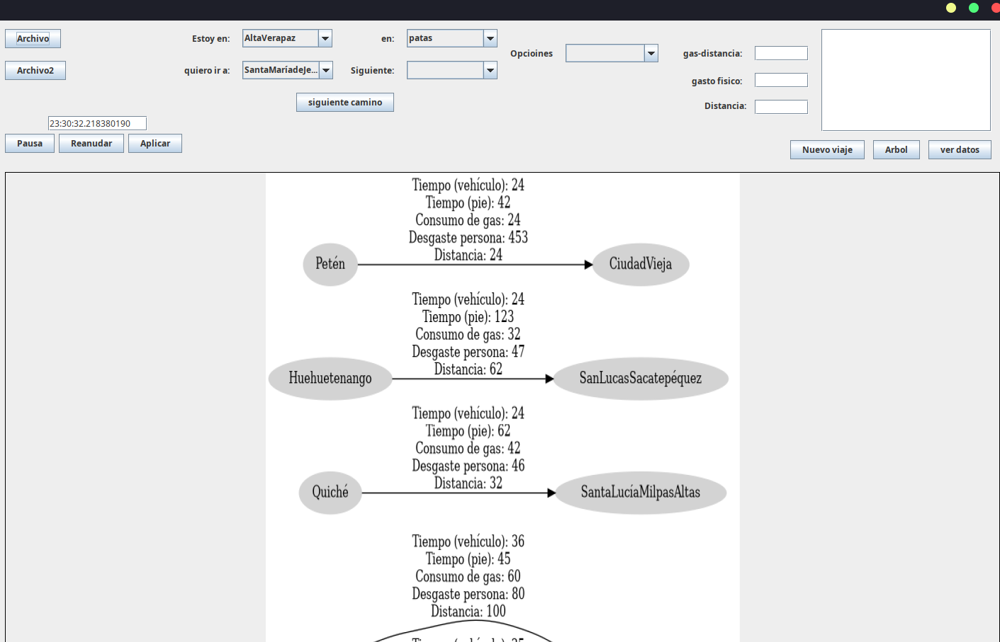 Archivo
Estoy en:
AltaVerapaz
en:
patas
Opcioines
gas-distancia:
Archivo2
quiero ir a:
SantaMaríadeJe...
Siguiente:
gasto fisico:
siguiente camino
Distancia:
23:30:32.218380190
Pausa
Reanudar
Aplicar
Nuevo viaje
Arbol
ver datos
Tiempo (vehículo): 24
Tiempo (pie): 42
Consumo de gas: 24
Desgaste persona: 453
Distancia: 24
Petén
CiudadVieja
Tiempo (vehículo): 24
Tiempo (pie): 123
Consumo de gas: 32
Desgaste persona: 47
Distancia: 62
Huehuetenango
SanLucasSacatepéquez
Tiempo (vehículo): 24
Tiempo (pie): 62
Consumo de gas: 42
Desgaste persona: 46
Distancia: 32
Quiché
SantaLucíaMilpasAltas
Tiempo (vehículo): 36
Tiempo (pie): 45
Consumo de gas: 60
Desgaste persona: 80
Distancia: 100